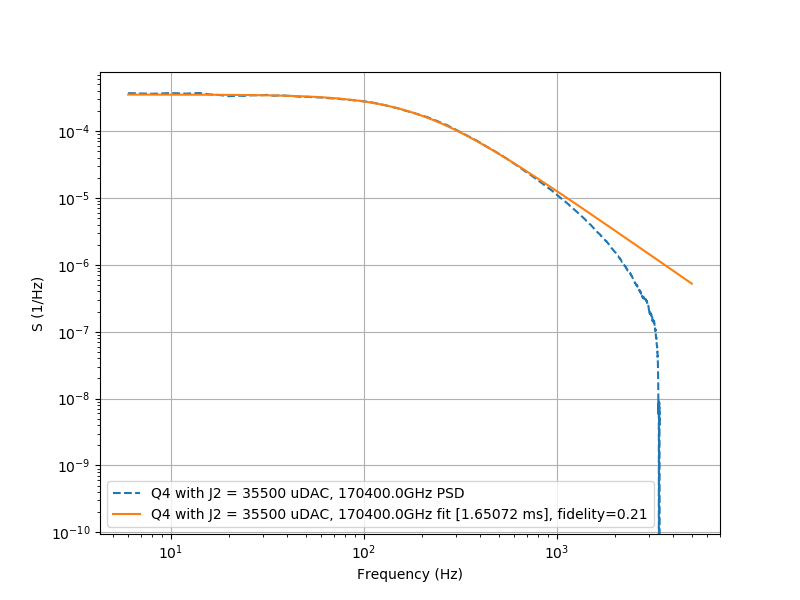 S (1/Hz)
10⁻⁴
10⁻⁵
10⁻⁶
10⁻⁷
10⁻⁸
10⁻⁹
10⁻¹⁰
Q4 with J2 = 35500 uDAC, 170400.0GHz PSD
Q4 with J2 = 35500 uDAC, 170400.0GHz fit [1.65072 ms], fidelity=0.21
10¹ 10² 10³
Frequency (Hz)